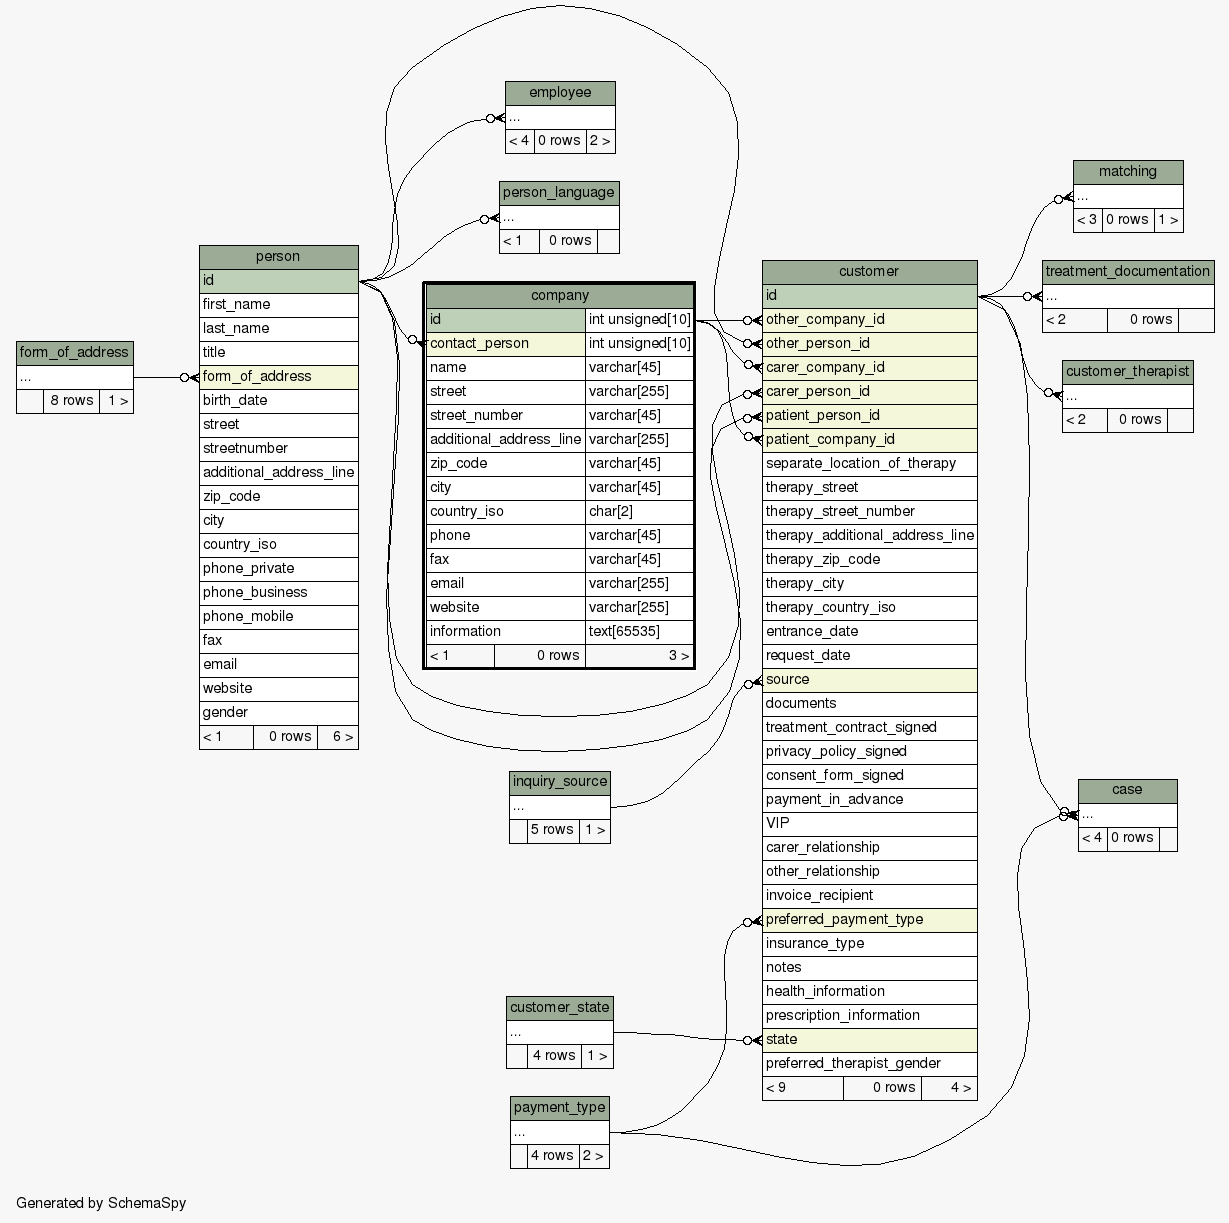 employee
...
< 4 0 rows 2 >
person_language
...
< 1 0 rows
matching
...
< 3 0 rows 1 >
treatment_documentation
...
< 2 0 rows
customer_therapist
...
< 2 0 rows
form_of_address
...
8 rows 1 >
person
id
first_name
last_name
title
form_of_address
birth_date
street
streetnumber
additional_address_line
zip_code
city
country_iso
phone_private
phone_business
phone_mobile
fax
email
website
gender
< 1 0 rows 6 >
company
id int unsigned[10]
contact_person int unsigned[10]
name varchar[45]
street varchar[255]
street_number varchar[45]
additional_address_line varchar[255]
zip_code varchar[45]
city varchar[45]
country_iso char[2]
phone varchar[45]
fax varchar[45]
email varchar[255]
website varchar[255]
information text[65535]
< 1 0 rows 3 >
customer
id
other_company_id
other_person_id
carer_company_id
carer_person_id
patient_person_id
patient_company_id
separate_location_of_therapy
therapy_street
therapy_street_number
therapy_additional_address_line
therapy_zip_code
therapy_city
therapy_country_iso
entrance_date
request_date
source
documents
treatment_contract_signed
privacy_policy_signed
consent_form_signed
payment_in_advance
VIP
carer_relationship
other_relationship
invoice_recipient
preferred_payment_type
insurance_type
notes
health_information
prescription_information
state
preferred_therapist_gender
< 9 0 rows 4 >
inquiry_source
...
5 rows 1 >
case
...
< 4 0 rows
customer_state
...
4 rows 1 >
payment_type
...
4 rows 2 >
Generated by SchemaSpy